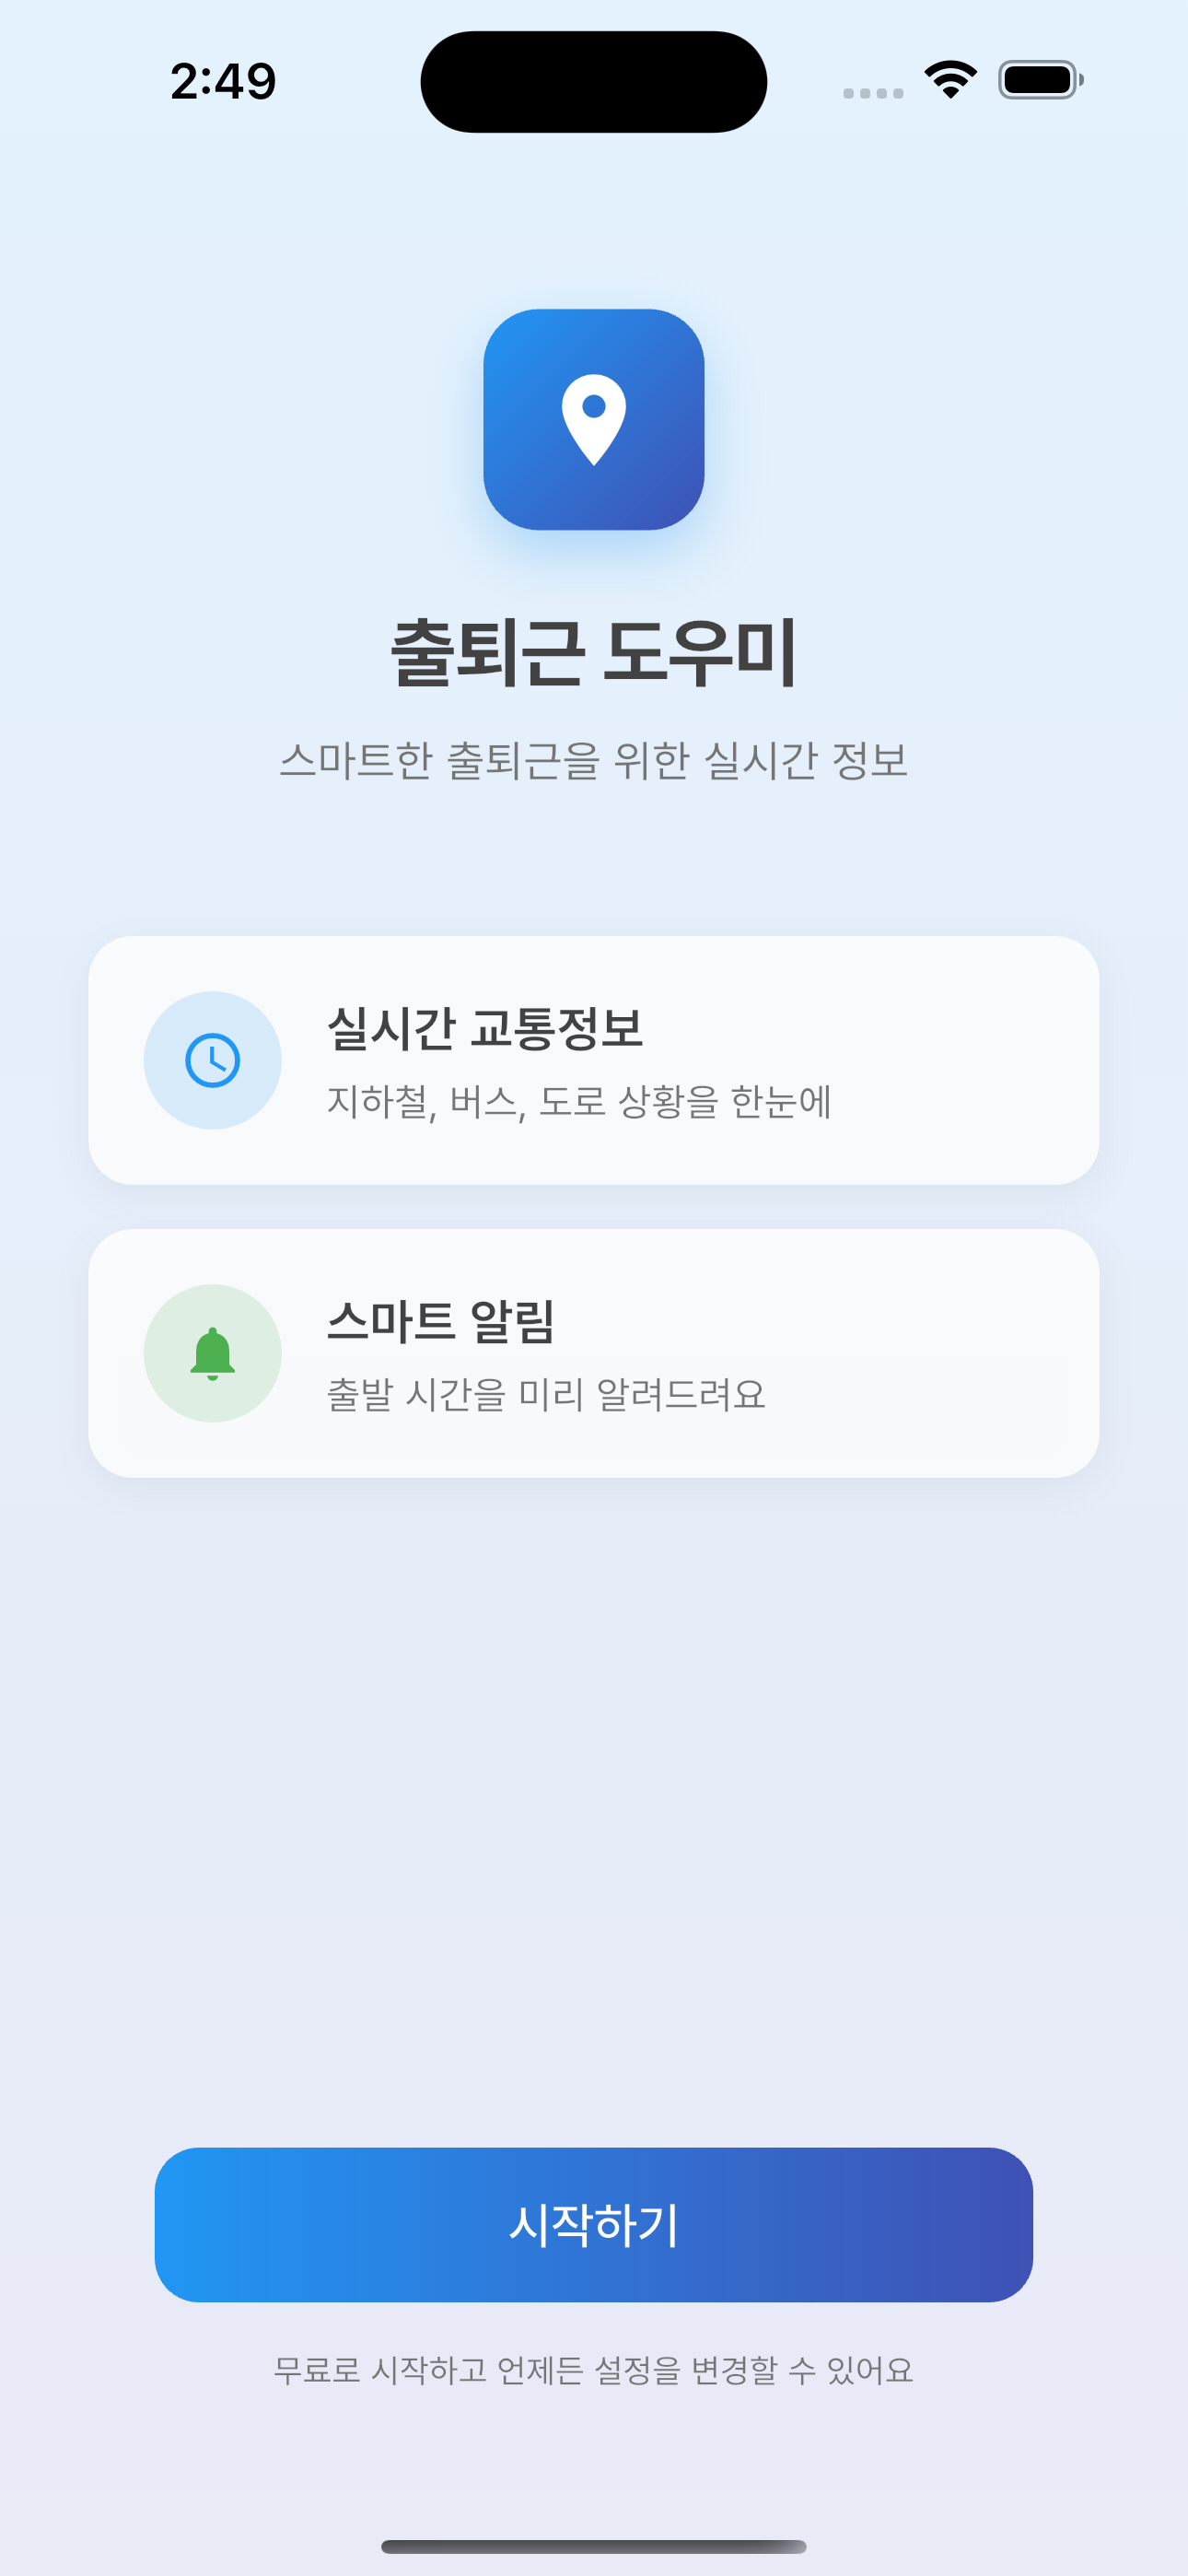 2:49
출퇴근 도우미
스마트한 출퇴근을 위한 실시간 정보
실시간 교통정보
지하철, 버스, 도로 상황을 한눈에
스마트 알림
출발 시간을 미리 알려드려요
시작하기
무료로 시작하고 언제든 설정을 변경할 수 있어요